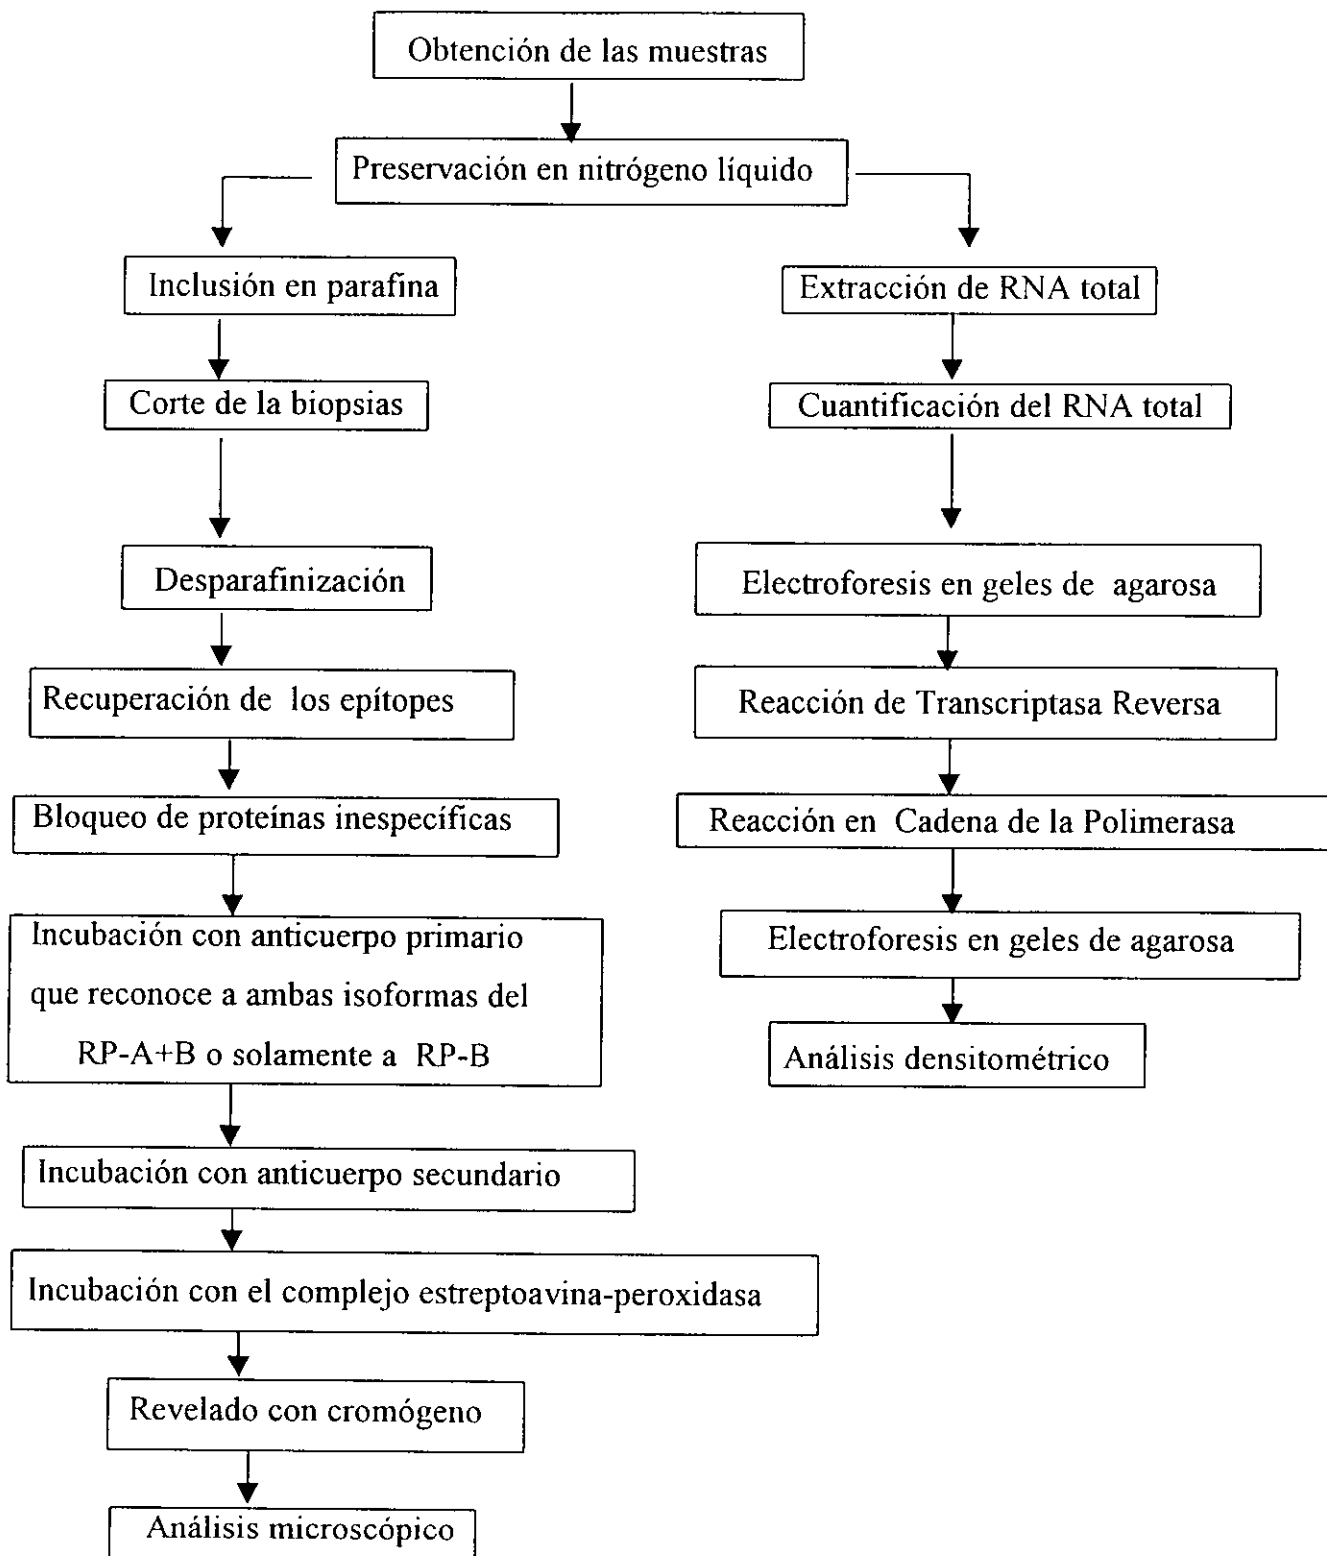 Obtención de las muestras
Preservación en nitrógeno líquido
Inclusión en parafina
Corte de la biopsias
Desparafinización
Recuperación de los epítopes
Bloqueo de proteínas inespecíficas
Incubación con anticuerpo primario
que reconoce a ambas isoformas del
RP-A+B o solamente a RP-B
Incubación con anticuerpo secundario
Incubación con el complejo estreptoavina-peroxidasa
Revelado con cromógeno
Análisis microscópico
Extracción de RNA total
Cuantificación del RNA total
Electroforesis en geles de agarosa
Reacción de Transcriptasa Reversa
Reacción en Cadena de la Polimerasa
Electroforesis en geles de agarosa
Análisis densitométrico